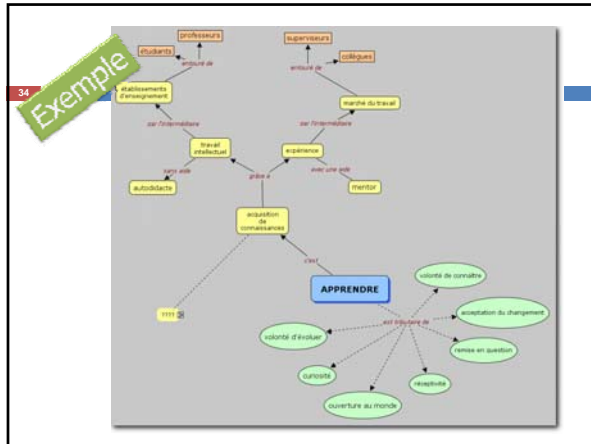 34
Exemple
professeurs
étudiants
entouré de
établissements
d'enseignement
par l'intermédiaire
travail
intellectuel
sans aide
autodidacte
grâce à
superviseurs
collègues
entouré de
marché du travail
par l'intermédiaire
expérience
avec une aide
mentor
acquisition
de
connaissances
c'est
APPRENDRE
????
est tributaire de
volonté de connaître
acceptation du changement
remise en question
réceptivité
ouverture au monde
curiosité
volonté d'évoluer